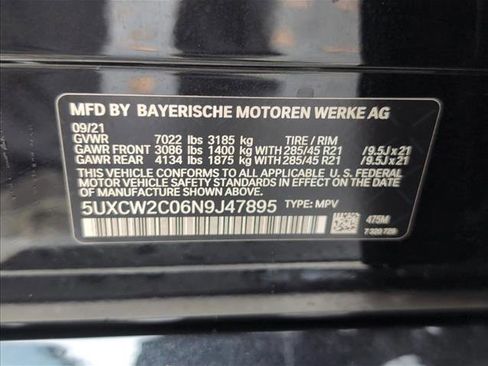 MFD BY BAYERISCHE MOTOREN WERKE AG
09/21
GVWR 7022 lbs 3185 kg TIRE / RIM
GAWR FRONT 3086 lbs 1400 kg WITH 285/45 R21 / 9.5J x 21
GAWR REAR 4134 lbs 1875 kg WITH 285/45 R21 / 9.5J x 21
THIS VEHICLE CONFORMS TO ALL APPLICABLE U. S. FEDERAL
MOTOR VEHICLE SAFETY STANDARDS IN EFFECT ON THE DATE OF
MANUFACTURE SHOWN ABOVE.
5UXCW2C06N9J47895 TYPE: MPV
475M
7 320 728